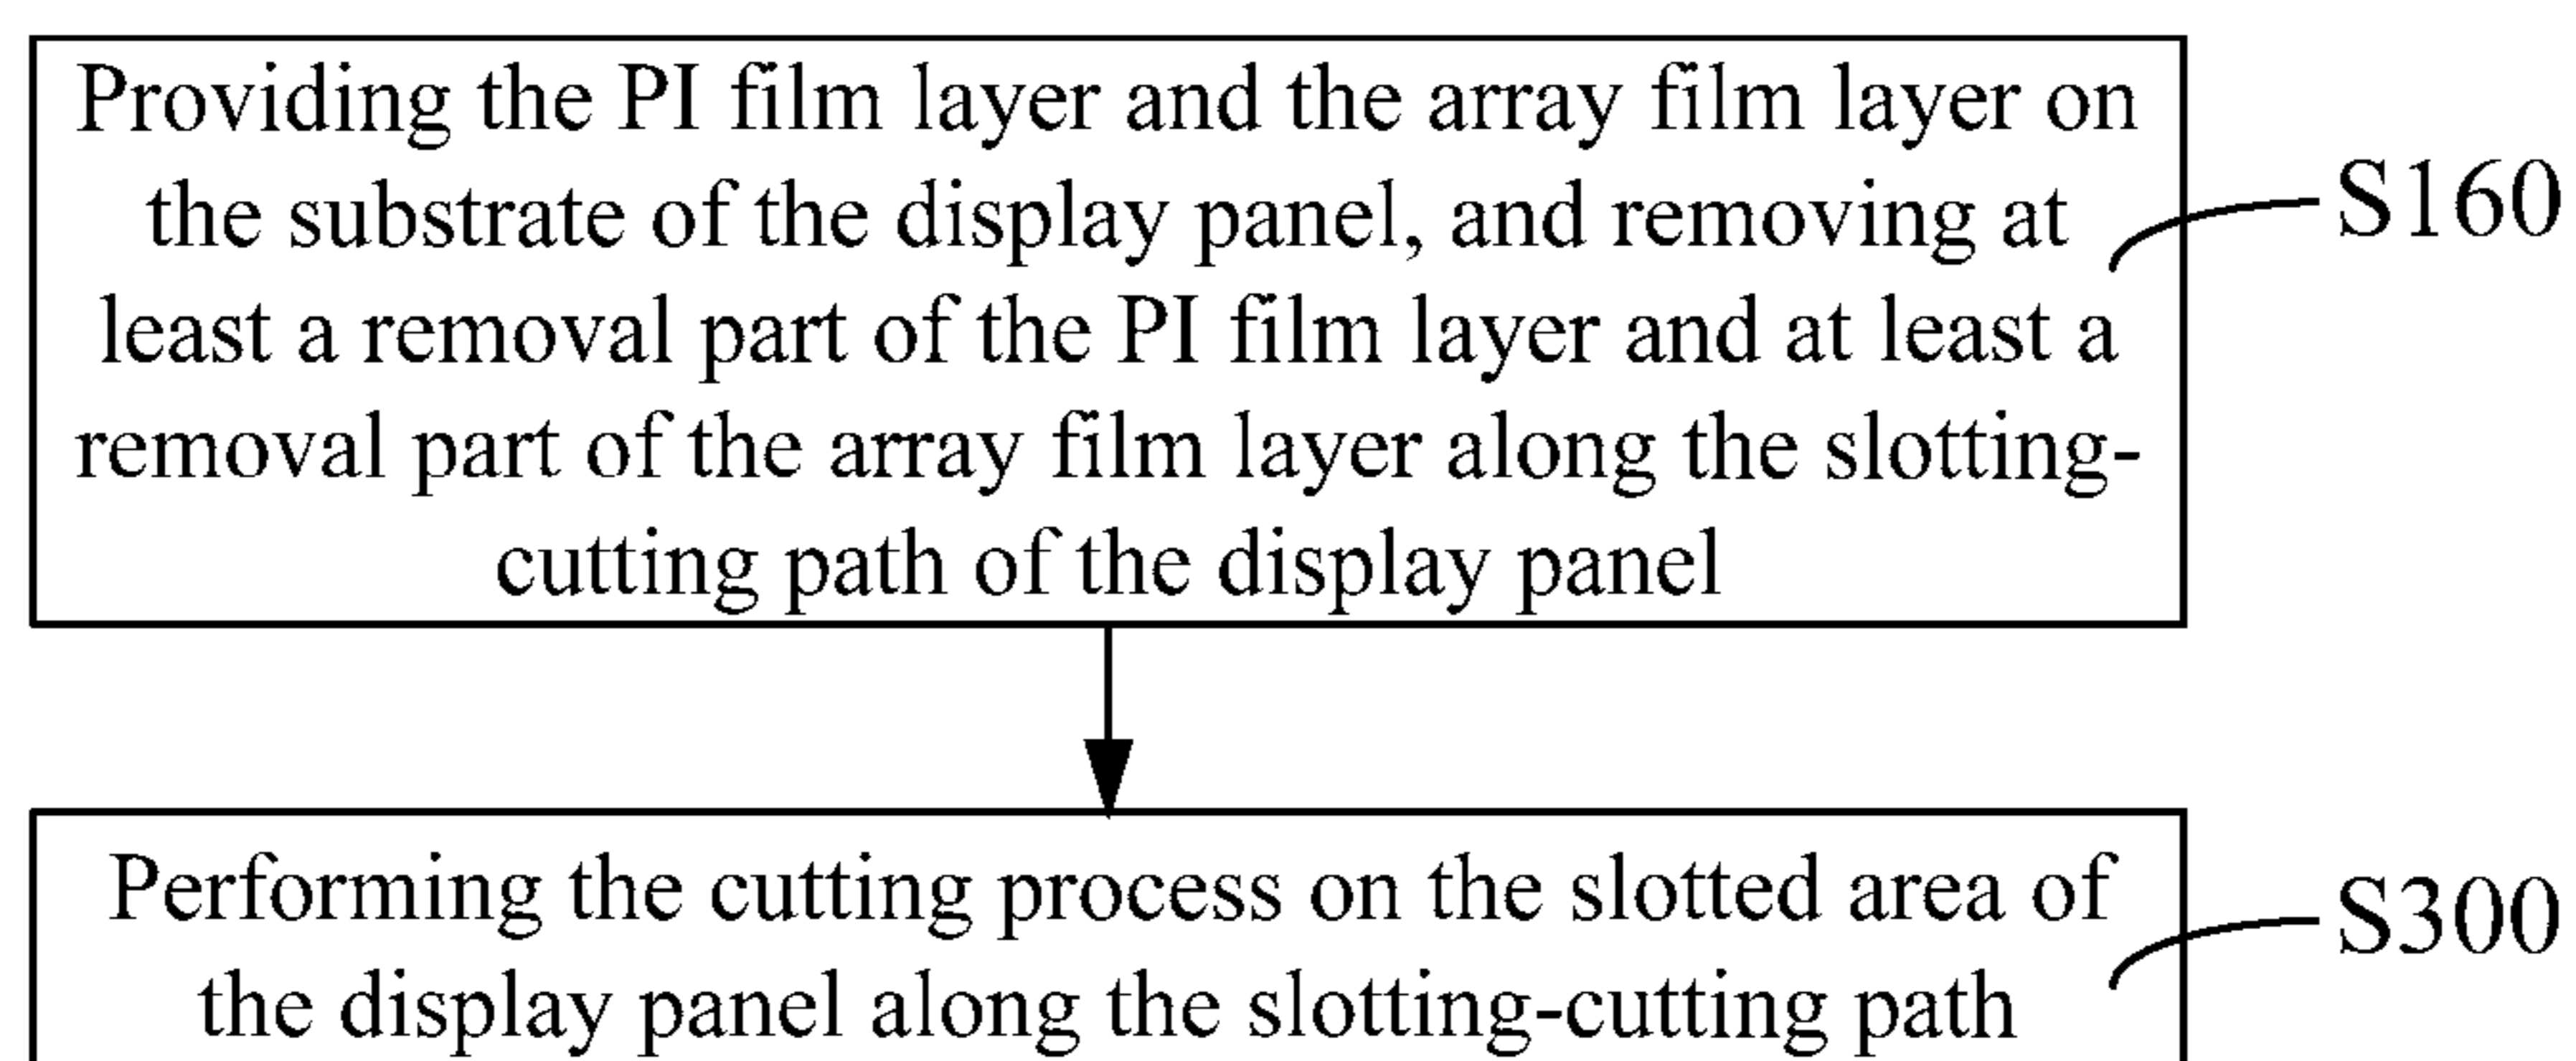 Providing the PI film layer and the array film layer on
the substrate of the display panel, and removing at
least a removal part of the PI film layer and at least a
removal part of the array film layer along the slotting-
cutting path of the display panel
S160
Performing the cutting process on the slotted area of
the display panel along the slotting-cutting path
S300